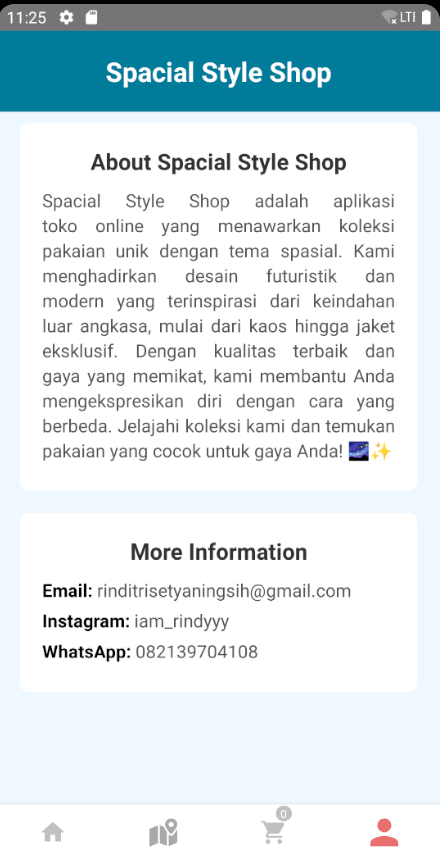 11:25 LTE
Spacial Style Shop
About Spacial Style Shop
Spacial Style Shop adalah aplikasi
toko online yang menawarkan koleksi
pakaian unik dengan tema spasial. Kami
menghadirkan desain futuristik dan
modern yang terinspirasi dari keindahan
luar angkasa, mulai dari kaos hingga jaket
eksklusif. Dengan kualitas terbaik dan
gaya yang memikat, kami membantu Anda
mengekspresikan diri dengan cara yang
berbeda. Jelajahi koleksi kami dan temukan
pakaian yang cocok untuk gaya Anda! 🌌✨
More Information
Email: rinditrisetyaningsih@gmail.com
Instagram: iam_rindyyy
WhatsApp: 082139704108
0